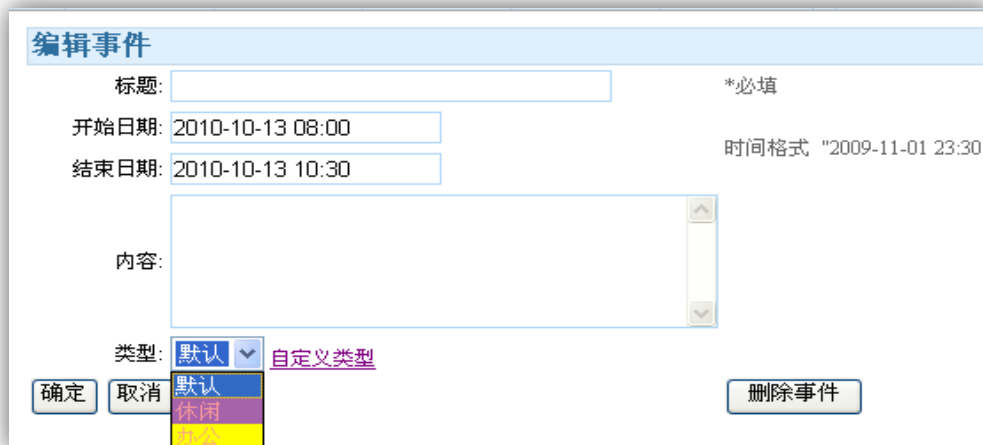 编辑事件
标题:
*必填
开始日期: 2010-10-13 08:00
时间格式 "2009-11-01 23:30
结束日期: 2010-10-13 10:30
内容:
类型: 默认 自定义类型
确定 取消 默认 删除事件
休闲
办公